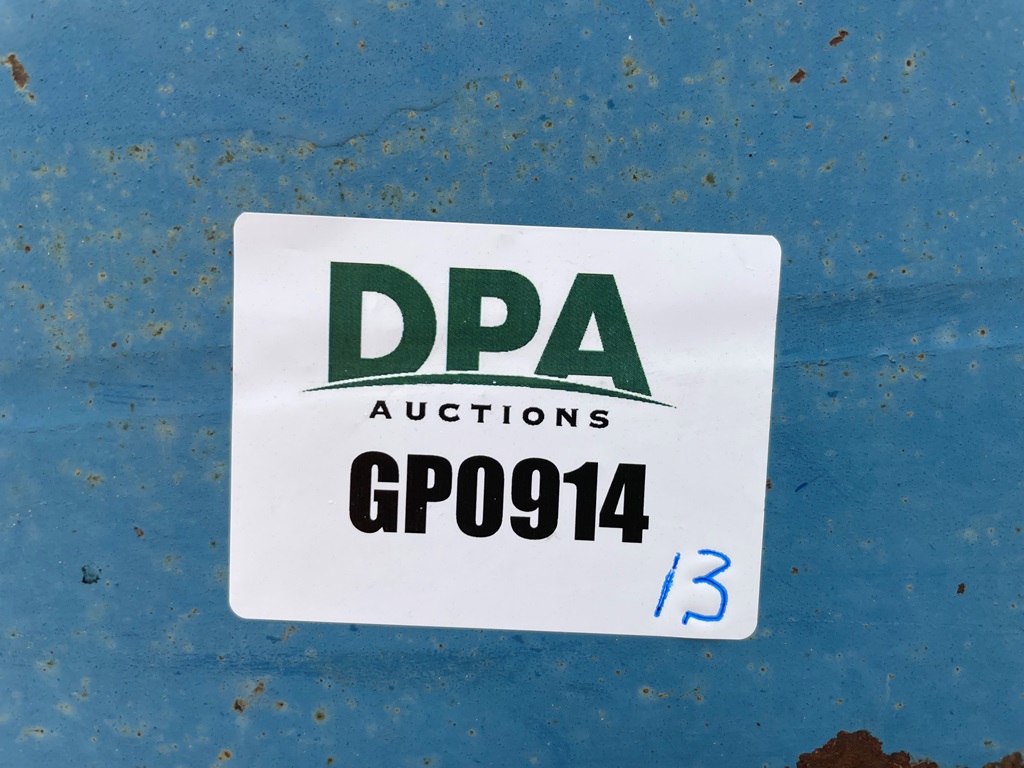 DPA
AUCTIONS
GP0914
13